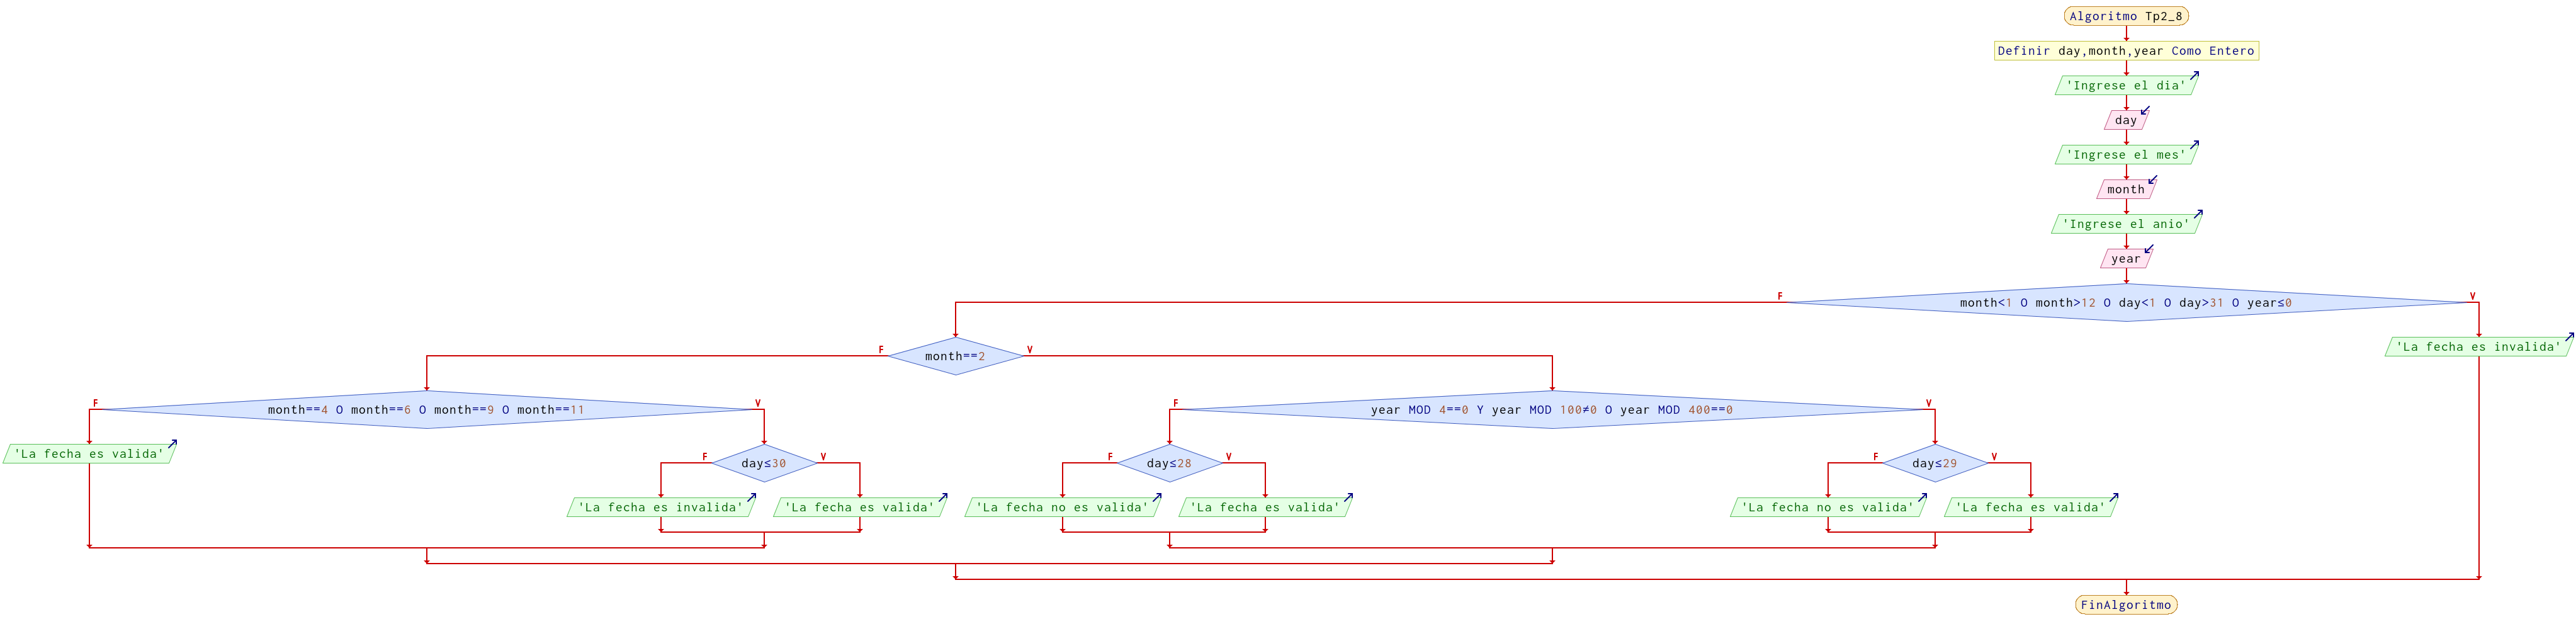 Algoritmo Tp2_8
Definir day,month,year Como Entero
'Ingrese el dia'
day
'Ingrese el mes'
month
'Ingrese el anio'
year
F
month<1 O month>12 O day<1 O day>31 O year≤0
V
F
month==2
V
'La fecha es invalida'
F
month==4 O month==6 O month==9 O month==11
V
F
year MOD 4==0 Y year MOD 100≠0 O year MOD 400==0
V
'La fecha es valida'
F
day≤30
V
F
day≤28
V
F
day≤29
V
'La fecha es invalida'
'La fecha es valida'
'La fecha no es valida'
'La fecha es valida'
'La fecha no es valida'
'La fecha es valida'
FinAlgoritmo